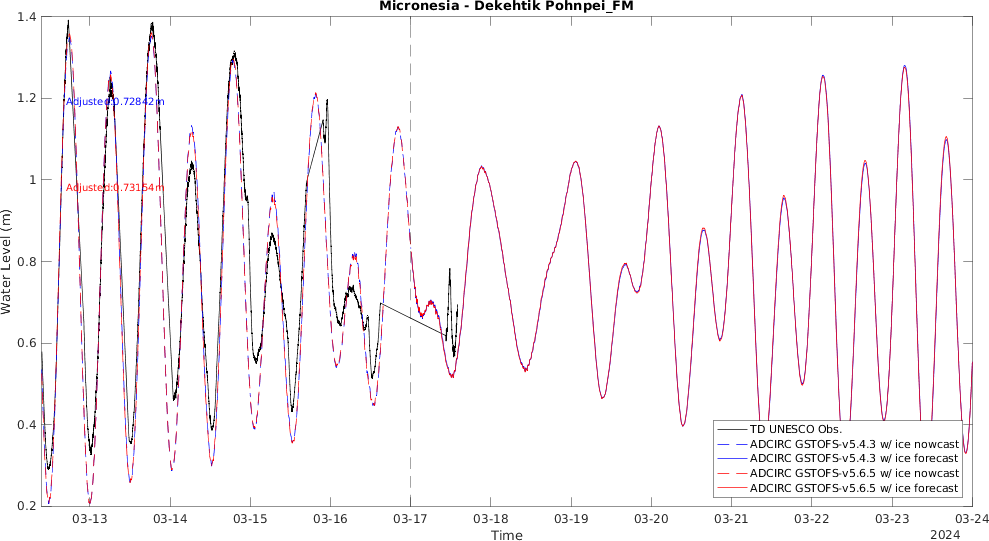 Micronesia - Dekehtik Pohnpei_FM
1.4
1.2
1
0.8
0.6
0.4
0.2
Water Level (m)
Adjusted:0.72842m
Adjusted:0.73154m
TD UNESCO Obs.
ADCIRC GSTOFS-v5.4.3 w/ ice nowcast
ADCIRC GSTOFS-v5.4.3 w/ ice forecast
ADCIRC GSTOFS-v5.6.5 w/ ice nowcast
ADCIRC GSTOFS-v5.6.5 w/ ice forecast
03-13 03-14 03-15 03-16 03-17 03-18 03-19 03-20 03-21 03-22 03-23 03-24
Time
2024